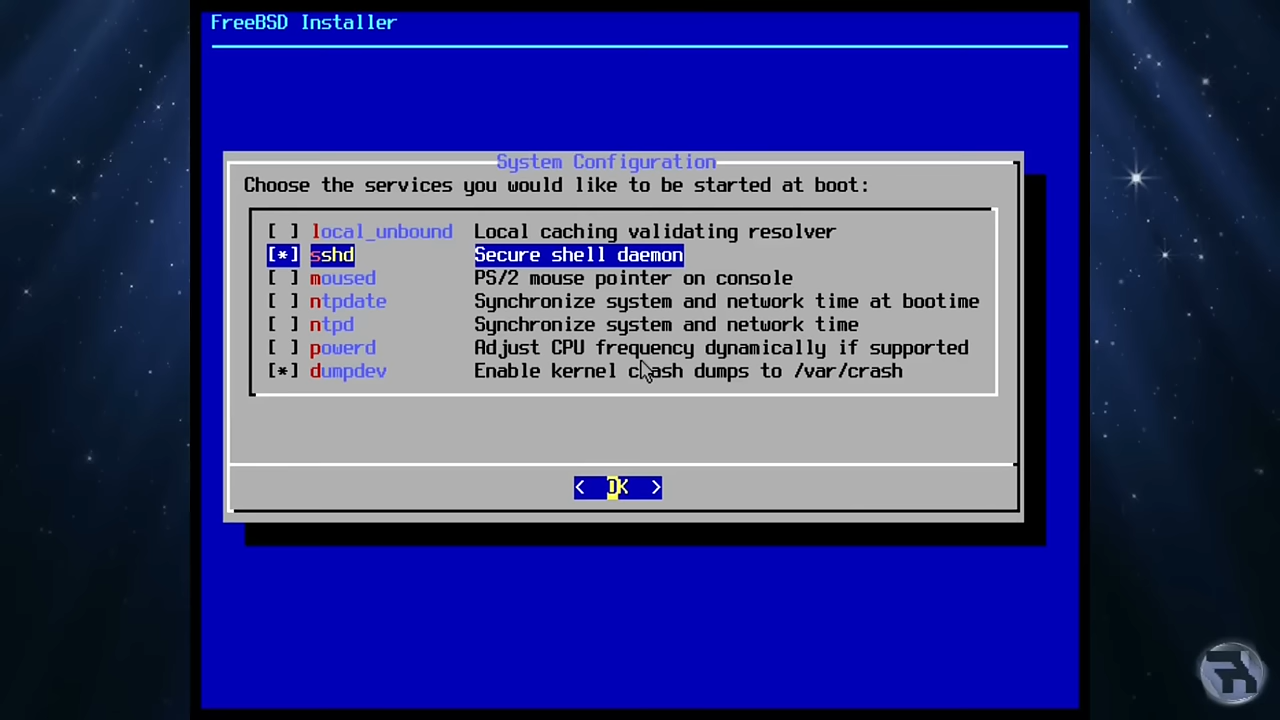 FreeBSD Installer
System Configuration
Choose the services you would like to be started at boot:
[ ] local_unbound Local caching validating resolver
[*] sshd Secure shell daemon
[ ] moused PS/2 mouse pointer on console
[ ] ntpdate Synchronize system and network time at bootime
[ ] ntpd Synchronize system and network time
[ ] powerd Adjust CPU frequency dynamically if supported
[*] dumpdev Enable kernel crash dumps to /var/crash
< OK >